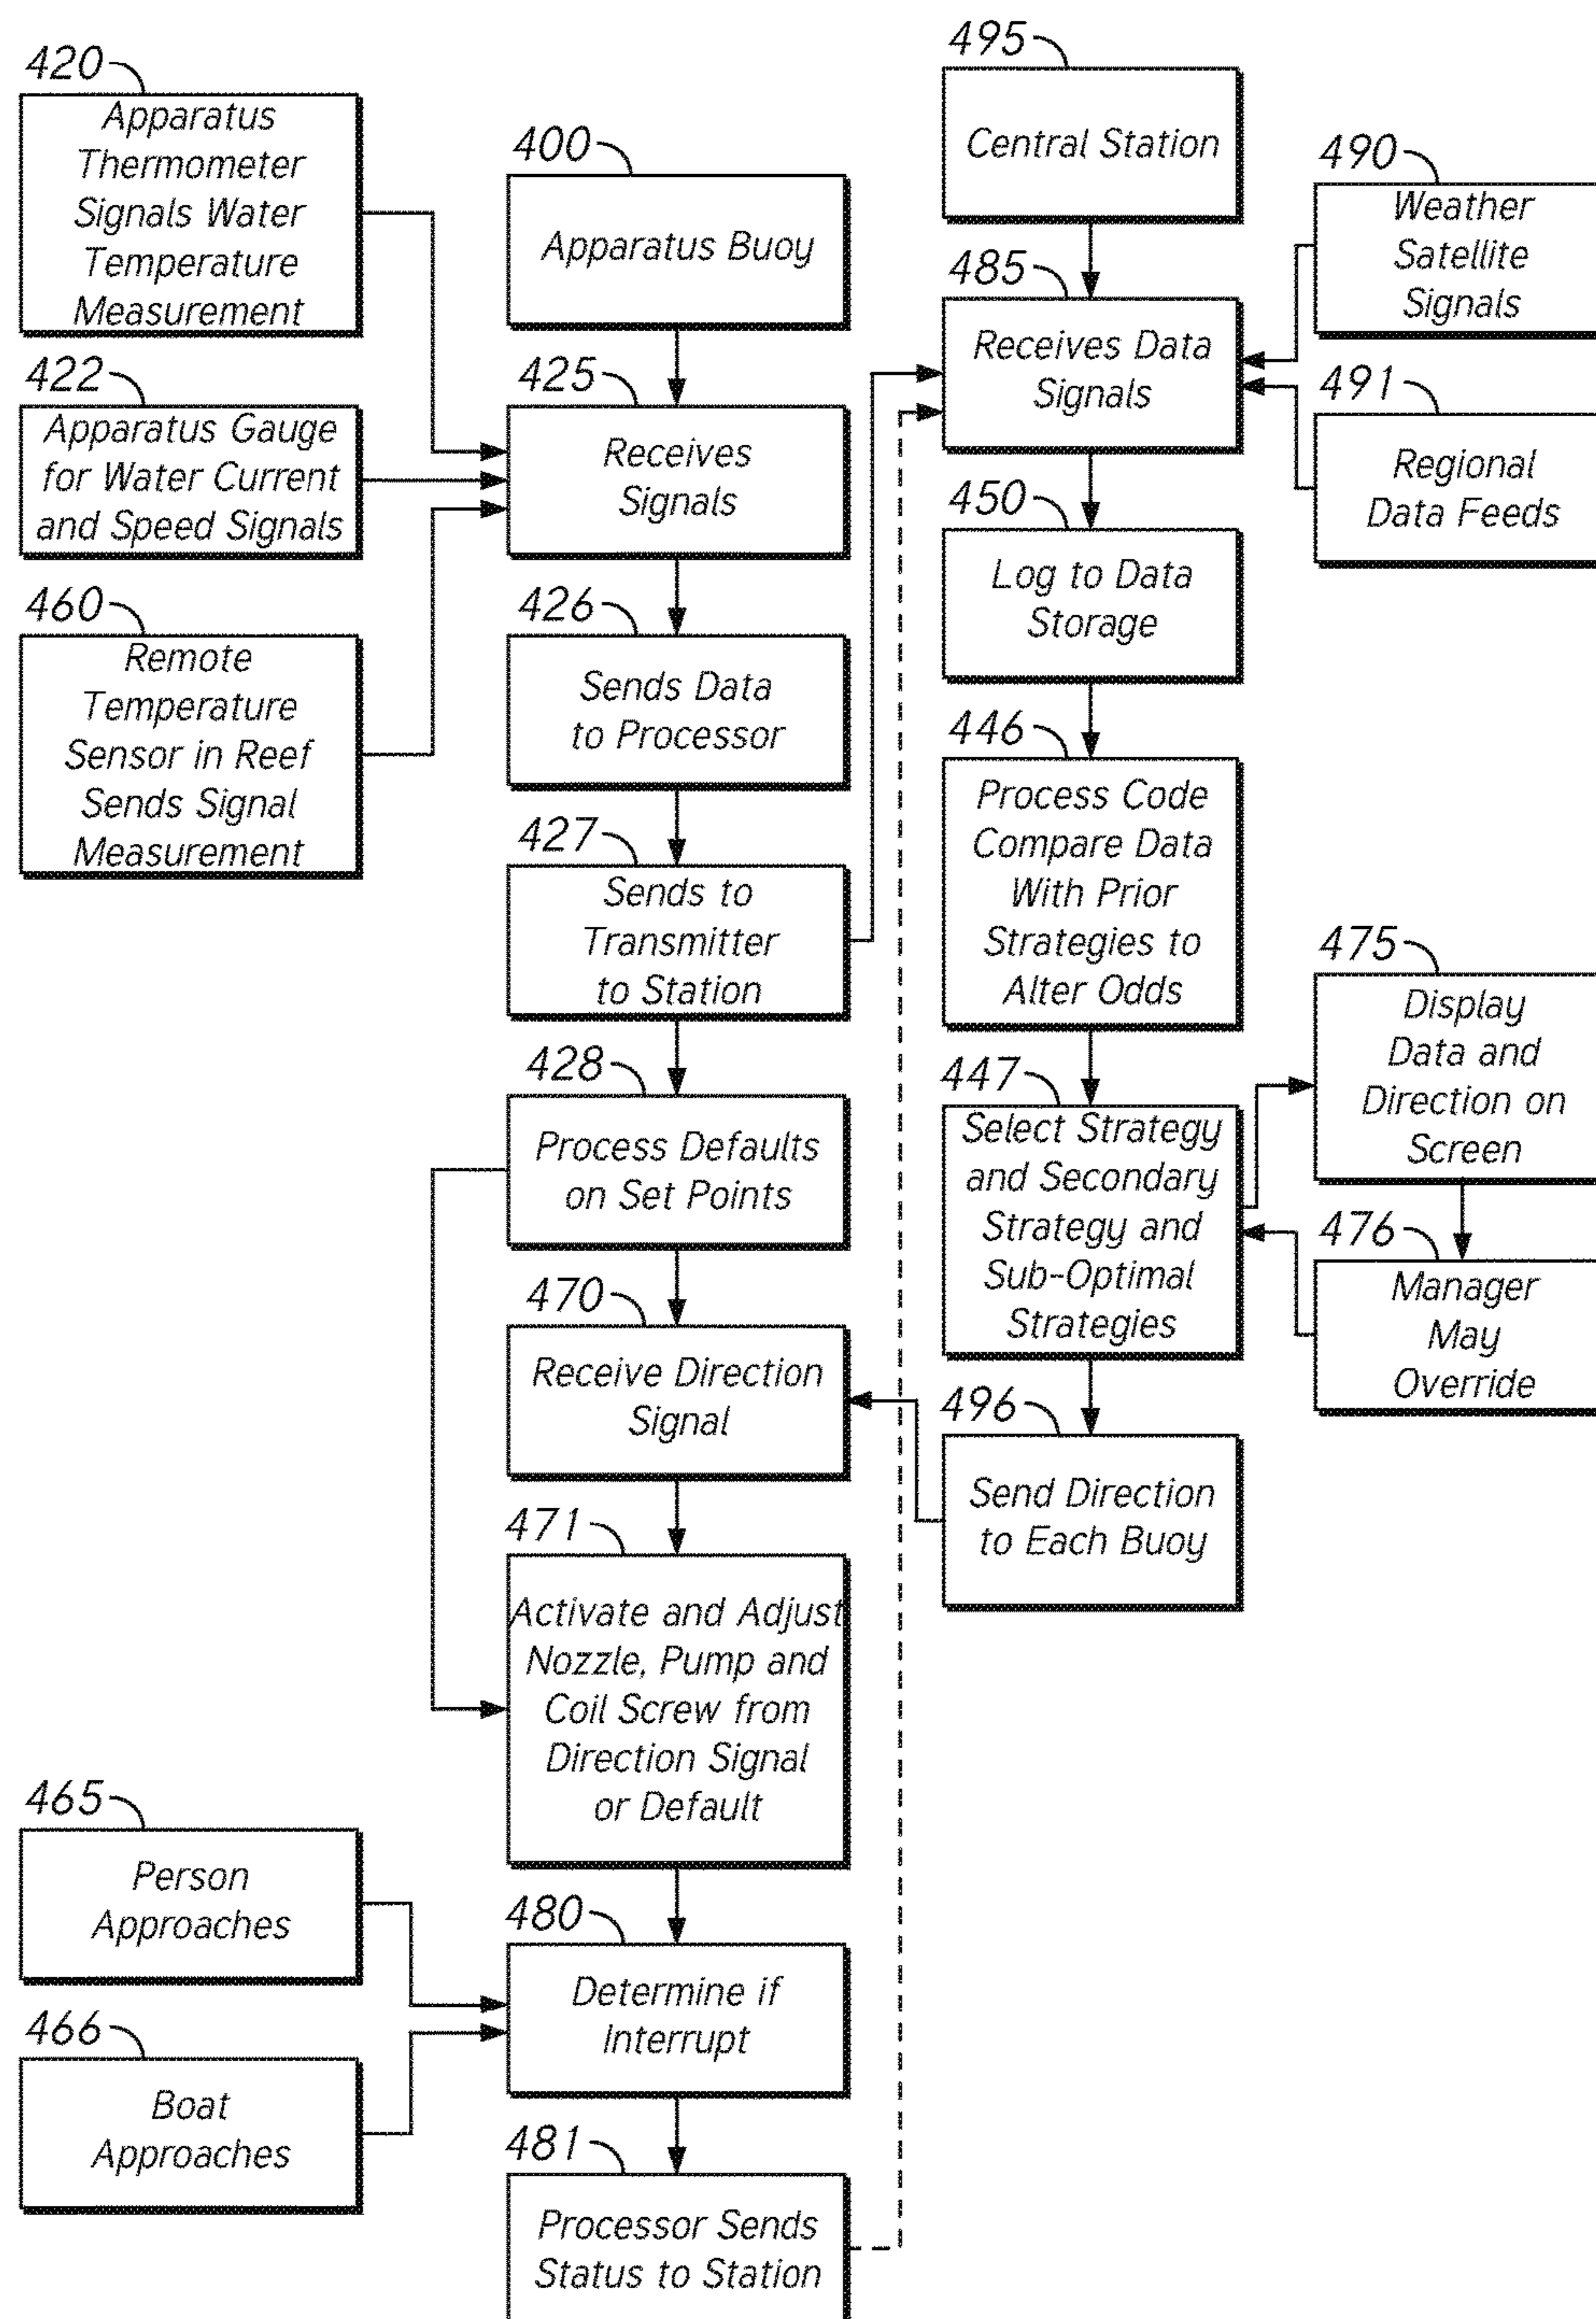 420
Apparatus
Thermometer
Signals Water
Temperature
Measurement
422
Apparatus Gauge
for Water Current
and Speed Signals
460
Remote
Temperature
Sensor in Reef
Sends Signal
Measurement
465
Person
Approaches
466
Boat
Approaches
400
Apparatus Buoy
425
Receives
Signals
426
Sends Data
to Processor
427
Sends to
Transmitter
to Station
428
Process Defaults
on Set Points
470
Receive Direction
Signal
471
Activate and Adjust
Nozzle, Pump and
Coil Screw from
Direction Signal
or Default
480
Determine if
Interrupt
481
Processor Sends
Status to Station
495
Central Station
485
Receives Data
Signals
450
Log to Data
Storage
446
Process Code
Compare Data
With Prior
Strategies to
Alter Odds
447
Select Strategy
and Secondary
Strategy and
Sub-Optimal
Strategies
496
Send Direction
to Each Buoy
490
Weather
Satellite
Signals
491
Regional
Data Feeds
475
Display
Data and
Direction on
Screen
476
Manager
May
Override